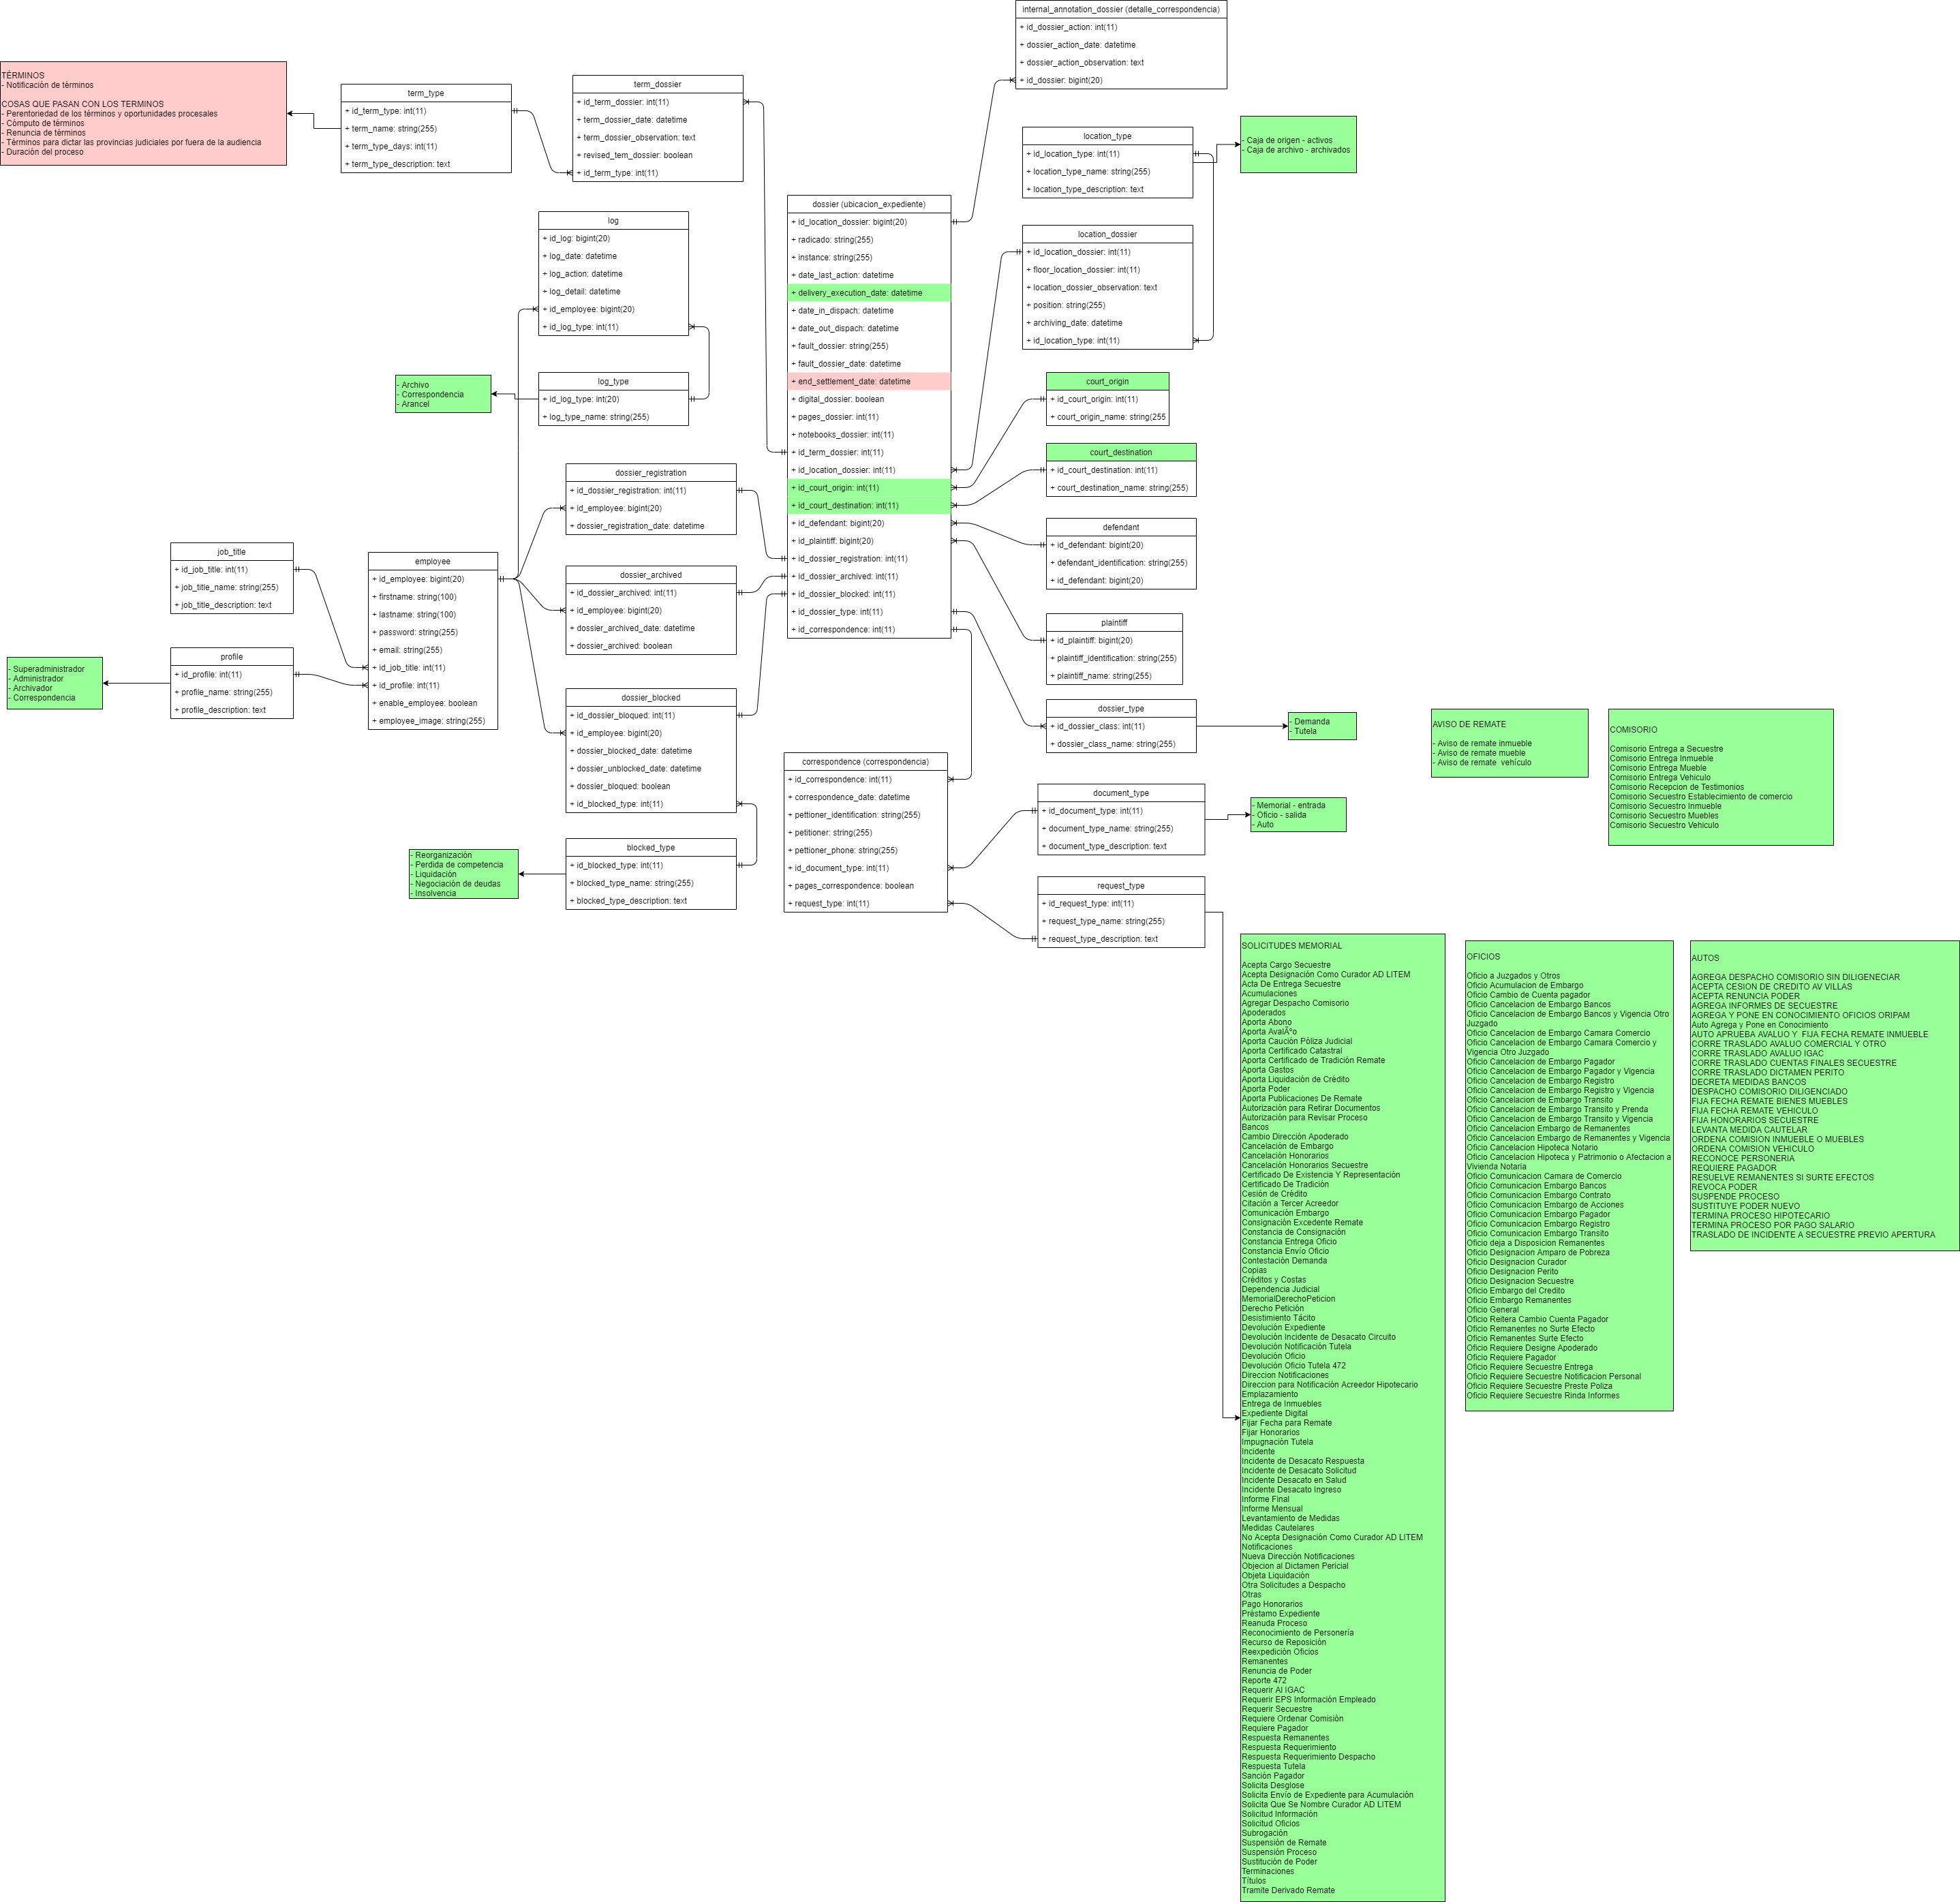 internal_annotation_dossier (detalle_correspondencia)
+ id_dossier_action: int(11)
+ dossier_action_date: datetime
+ dossier_action_observation: text
+ id_dossier: bigint(20)
TÉRMINOS
- Notificación de términos
COSAS QUE PASAN CON LOS TERMINOS
- Perentoriedad de los términos y oportunidades procesales
- Cómputo de términos
- Renuncia de términos
- Términos para dictar las provincias judiciales por fuera de la audiencia
- Duración del proceso
term_type
+ id_term_type: int(11)
+ term_name: string(255)
+ term_type_days: int(11)
+ term_type_description: text
term_dossier
+ id_term_dossier: int(11)
+ term_dossier_date: datetime
+ term_dossier_observation: text
+ revised_tem_dossier: boolean
+ id_term_type: int(11)
location_type
+ id_location_type: int(11)
+ location_type_name: string(255)
+ location_type_description: text
- Caja de origen - activos
- Caja de archivo - archivados
log
+ id_log: bigint(20)
+ log_date: datetime
+ log_action: datetime
+ log_detail: datetime
+ id_employee: bigint(20)
+ id_log_type: int(11)
dossier (ubicacion_expediente)
+ id_location_dossier: bigint(20)
+ radicado: string(255)
+ instance: string(255)
+ date_last_action: datetime
+ delivery_execution_date: datetime
+ date_in_dispach: datetime
+ date_out_dispach: datetime
+ fault_dossier: string(255)
+ fault_dossier_date: datetime
+ end_settlement_date: datetime
+ digital_dossier: boolean
+ pages_dossier: int(11)
+ notebooks_dossier: int(11)
+ id_term_dossier: int(11)
+ id_location_dossier: int(11)
+ id_court_origin: int(11)
+ id_court_destination: int(11)
+ id_defendant: bigint(20)
+ id_plaintiff: bigint(20)
+ id_dossier_registration: int(11)
+ id_dossier_archived: int(11)
+ id_dossier_blocked: int(11)
+ id_dossier_type: int(11)
+ id_correspondence: int(11)
location_dossier
+ id_location_dossier: int(11)
+ floor_location_dossier: int(11)
+ location_dossier_observation: text
+ position: string(255)
+ archiving_date: datetime
+ id_location_type: int(11)
- Archivo
- Correspondencia
- Arancel
log_type
+ id_log_type: int(20)
+ log_type_name: string(255)
court_origin
+ id_court_origin: int(11)
+ court_origin_name: string(255
court_destination
+ id_court_destination: int(11)
+ court_destination_name: string(255)
dossier_registration
+ id_dossier_registration: int(11)
+ id_employee: bigint(20)
+ dossier_registration_date: datetime
defendant
+ id_defendant: bigint(20)
+ defendant_identification: string(255)
+ id_defendant: bigint(20)
job_title
+ id_job_title: int(11)
+ job_title_name: string(255)
+ job_title_description: text
employee
+ id_employee: bigint(20)
+ firstname: string(100)
+ lastname: string(100)
+ password: string(255)
+ email: string(255)
+ id_job_title: int(11)
+ id_profile: int(11)
+ enable_employee: boolean
+ employee_image: string(255)
dossier_archived
+ id_dossier_archived: int(11)
+ id_employee: bigint(20)
+ dossier_archived_date: datetime
+ dossier_archived: boolean
plaintiff
+ id_plaintiff: bigint(20)
+ plaintiff_identification: string(255)
+ plaintiff_name: string(255)
- Superadministrador
- Administrador
- Archivador
- Correspondencia
profile
+ id_profile: int(11)
+ profile_name: string(255)
+ profile_description: text
dossier_blocked
+ id_dossier_bloqued: int(11)
+ id_employee: bigint(20)
+ dossier_blocked_date: datetime
+ dossier_unblocked_date: datetime
+ dossier_bloqued: boolean
+ id_blocked_type: int(11)
dossier_type
+ id_dossier_class: int(11)
+ dossier_class_name: string(255)
- Demanda
- Tutela
AVISO DE REMATE
- Aviso de remate inmueble
- Aviso de remate mueble
- Aviso de remate  vehículo
COMISORIO
Comisorio Entrega a Secuestre
Comisorio Entrega Inmueble
Comisorio Entrega Mueble
Comisorio Entrega Vehiculo
Comisorio Recepcion de Testimonios
Comisorio Secuestro Establecimiento de comercio
Comisorio Secuestro Inmueble
Comisorio Secuestro Muebles
Comisorio Secuestro Vehiculo
correspondence (correspondencia)
+ id_correspondence: int(11)
+ correspondence_date: datetime
+ pettioner_identification: string(255)
+ petitioner: string(255)
+ pettioner_phone: string(255)
+ id_document_type: int(11)
+ pages_correspondence: boolean
+ request_type: int(11)
document_type
+ id_document_type: int(11)
+ document_type_name: string(255)
+ document_type_description: text
- Memorial - entrada
- Oficio - salida
- Auto
- Reorganización
- Perdida de competencia
- Liquidación
- Negociación de deudas
- Insolvencia
blocked_type
+ id_blocked_type: int(11)
+ blocked_type_name: string(255)
+ blocked_type_description: text
request_type
+ id_request_type: int(11)
+ request_type_name: string(255)
+ request_type_description: text
SOLICITUDES MEMORIAL
Acepta Cargo Secuestre
Acepta Designación Como Curador AD LITEM
Acta De Entrega Secuestre
Acumulaciones
Agregar Despacho Comisorio
Apoderados
Aporta Abono
Aporta AvalÃºo
Aporta Caución Póliza Judicial
Aporta Certificado Catastral
Aporta Certificado de Tradición Remate
Aporta Gastos
Aporta Liquidación de Crédito
Aporta Poder
Aporta Publicaciones De Remate
Autorización para Retirar Documentos
Autorización para Revisar Proceso
Bancos
Cambio Dirección Apoderado
Cancelación de Embargo
Cancelación Honorarios
Cancelación Honorarios Secuestre
Certificado De Existencia Y Representación
Certificado De Tradición
Cesión de Crédito
Citación a Tercer Acreedor
Comunicación Embargo
Consignación Excedente Remate
Constancia de Consignación
Constancia Entrega Oficio
Constancia Envío Oficio
Contestación Demanda
Copias
Créditos y Costas
Dependencia Judicial
MemorialDerechoPeticion
Derecho Petición
Desistimiento Tácito
Devolución Expediente
Devolución Incidente de Desacato Circuito
Devolución Notificación Tutela
Devolución Oficio
Devolución Oficio Tutela 472
Direccion Notificaciones
Direccion para Notificación Acreedor Hipotecario
Emplazamiento
Entrega de Inmuebles
Expediente Digital
Fijar Fecha para Remate
Fijar Honorarios
Impugnación Tutela
Incidente
Incidente de Desacato Respuesta
Incidente de Desacato Solicitud
Incidente Desacato en Salud
Incidente Desacato Ingreso
Informe Final
Informe Mensual
Levantamiento de Medidas
Medidas Cautelares
No Acepta Designación Como Curador AD LITEM
Notificaciones
Nueva Dirección Notificaciones
Objecion al Dictamen Pericial
Objeta Liquidación
Otra Solicitudes a Despacho
Otras
Pago Honorarios
Préstamo Expediente
Reanuda Proceso
Reconocimiento de Personería
Recurso de Reposición
Reexpedición Oficios
Remanentes
Renuncia de Poder
Reporte 472
Requerir Al IGAC
Requerir EPS Información Empleado
Requerir Secuestre
Requiere Ordenar Comisión
Requiere Pagador
Respuesta Remanentes
Respuesta Requerimiento
Respuesta Requerimiento Despacho
Respuesta Tutela
Sanción Pagador
Solicita Desglose
Solicita Envío de Expediente para Acumulación
Solicita Que Se Nombre Curador AD LITEM
Solicitud Información
Solicitud Oficios
Subrogación
Suspensión de Remate
Suspensión Proceso
Sustitución de Poder
Terminaciones
Títulos
Tramite Derivado Remate
OFICIOS
Oficio a Juzgados y Otros
Oficio Acumulacion de Embargo
Oficio Cambio de Cuenta pagador
Oficio Cancelacion de Embargo Bancos
Oficio Cancelacion de Embargo Bancos y Vigencia Otro
Juzgado
Oficio Cancelacion de Embargo Camara Comercio
Oficio Cancelacion de Embargo Camara Comercio y
Vigencia Otro Juzgado
Oficio Cancelacion de Embargo Pagador
Oficio Cancelacion de Embargo Pagador y Vigencia
Oficio Cancelacion de Embargo Registro
Oficio Cancelacion de Embargo Registro y Vigencia
Oficio Cancelacion de Embargo Transito
Oficio Cancelacion de Embargo Transito y Prenda
Oficio Cancelacion de Embargo Transito y Vigencia
Oficio Cancelacion Embargo de Remanentes
Oficio Cancelacion Embargo de Remanentes y Vigencia
Oficio Cancelacion Hipoteca Notario
Oficio Cancelacion Hipoteca y Patrimonio o Afectacion a
Vivienda Notaria
Oficio Comunicacion Camara de Comercio
Oficio Comunicacion Embargo Bancos
Oficio Comunicacion Embargo Contrato
Oficio Comunicacion Embargo de Acciones
Oficio Comunicacion Embargo Pagador
Oficio Comunicacion Embargo Registro
Oficio Comunicacion Embargo Transito
Oficio deja a Disposicion Remanentes
Oficio Designacion Amparo de Pobreza
Oficio Designacion Curador
Oficio Designacion Perito
Oficio Designacion Secuestre
Oficio Embargo del Credito
Oficio Embargo Remanentes
Oficio General
Oficio Reitera Cambio Cuenta Pagador
Oficio Remanentes no Surte Efecto
Oficio Remanentes Surte Efecto
Oficio Requiere Designe Apoderado
Oficio Requiere Pagador
Oficio Requiere Secuestre Entrega
Oficio Requiere Secuestre Notificacion Personal
Oficio Requiere Secuestre Preste Poliza
Oficio Requiere Secuestre Rinda Informes
AUTOS
AGREGA DESPACHO COMISORIO SIN DILIGENECIAR
ACEPTA CESION DE CREDITO AV VILLAS
ACEPTA RENUNCIA PODER
AGREGA INFORMES DE SECUESTRE
AGREGA Y PONE EN CONOCIMIENTO OFICIOS ORIPAM
Auto Agrega y Pone en Conocimiento
AUTO APRUEBA AVALUO Y  FIJA FECHA REMATE INMUEBLE
CORRE TRASLADO AVALUO COMERCIAL Y OTRO
CORRE TRASLADO AVALUO IGAC
CORRE TRASLADO CUENTAS FINALES SECUESTRE
CORRE TRASLADO DICTAMEN PERITO
DECRETA MEDIDAS BANCOS
DESPACHO COMISORIO DILIGENCIADO
FIJA FECHA REMATE BIENES MUEBLES
FIJA FECHA REMATE VEHICULO
FIJA HONORARIOS SECUESTRE
LEVANTA MEDIDA CAUTELAR
ORDENA COMISION INMUEBLE O MUEBLES
ORDENA COMISION VEHICULO
RECONOCE PERSONERIA
REQUIERE PAGADOR
RESUELVE REMANENTES SI SURTE EFECTOS
REVOCA PODER
SUSPENDE PROCESO
SUSTITUYE PODER NUEVO
TERMINA PROCESO HIPOTECARIO
TERMINA PROCESO POR PAGO SALARIO
TRASLADO DE INCIDENTE A SECUESTRE PREVIO APERTURA